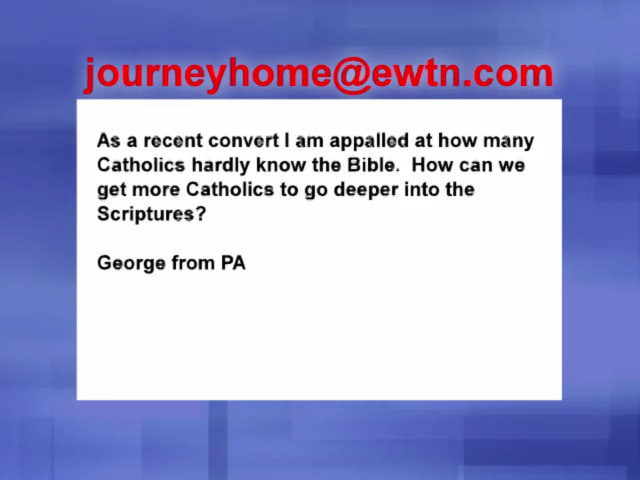 journeyhome@ewtn.com
As a recent convert I am appalled at how many
Catholics hardly know the Bible.  How can we
get more Catholics to go deeper into the
Scriptures?
George from PA